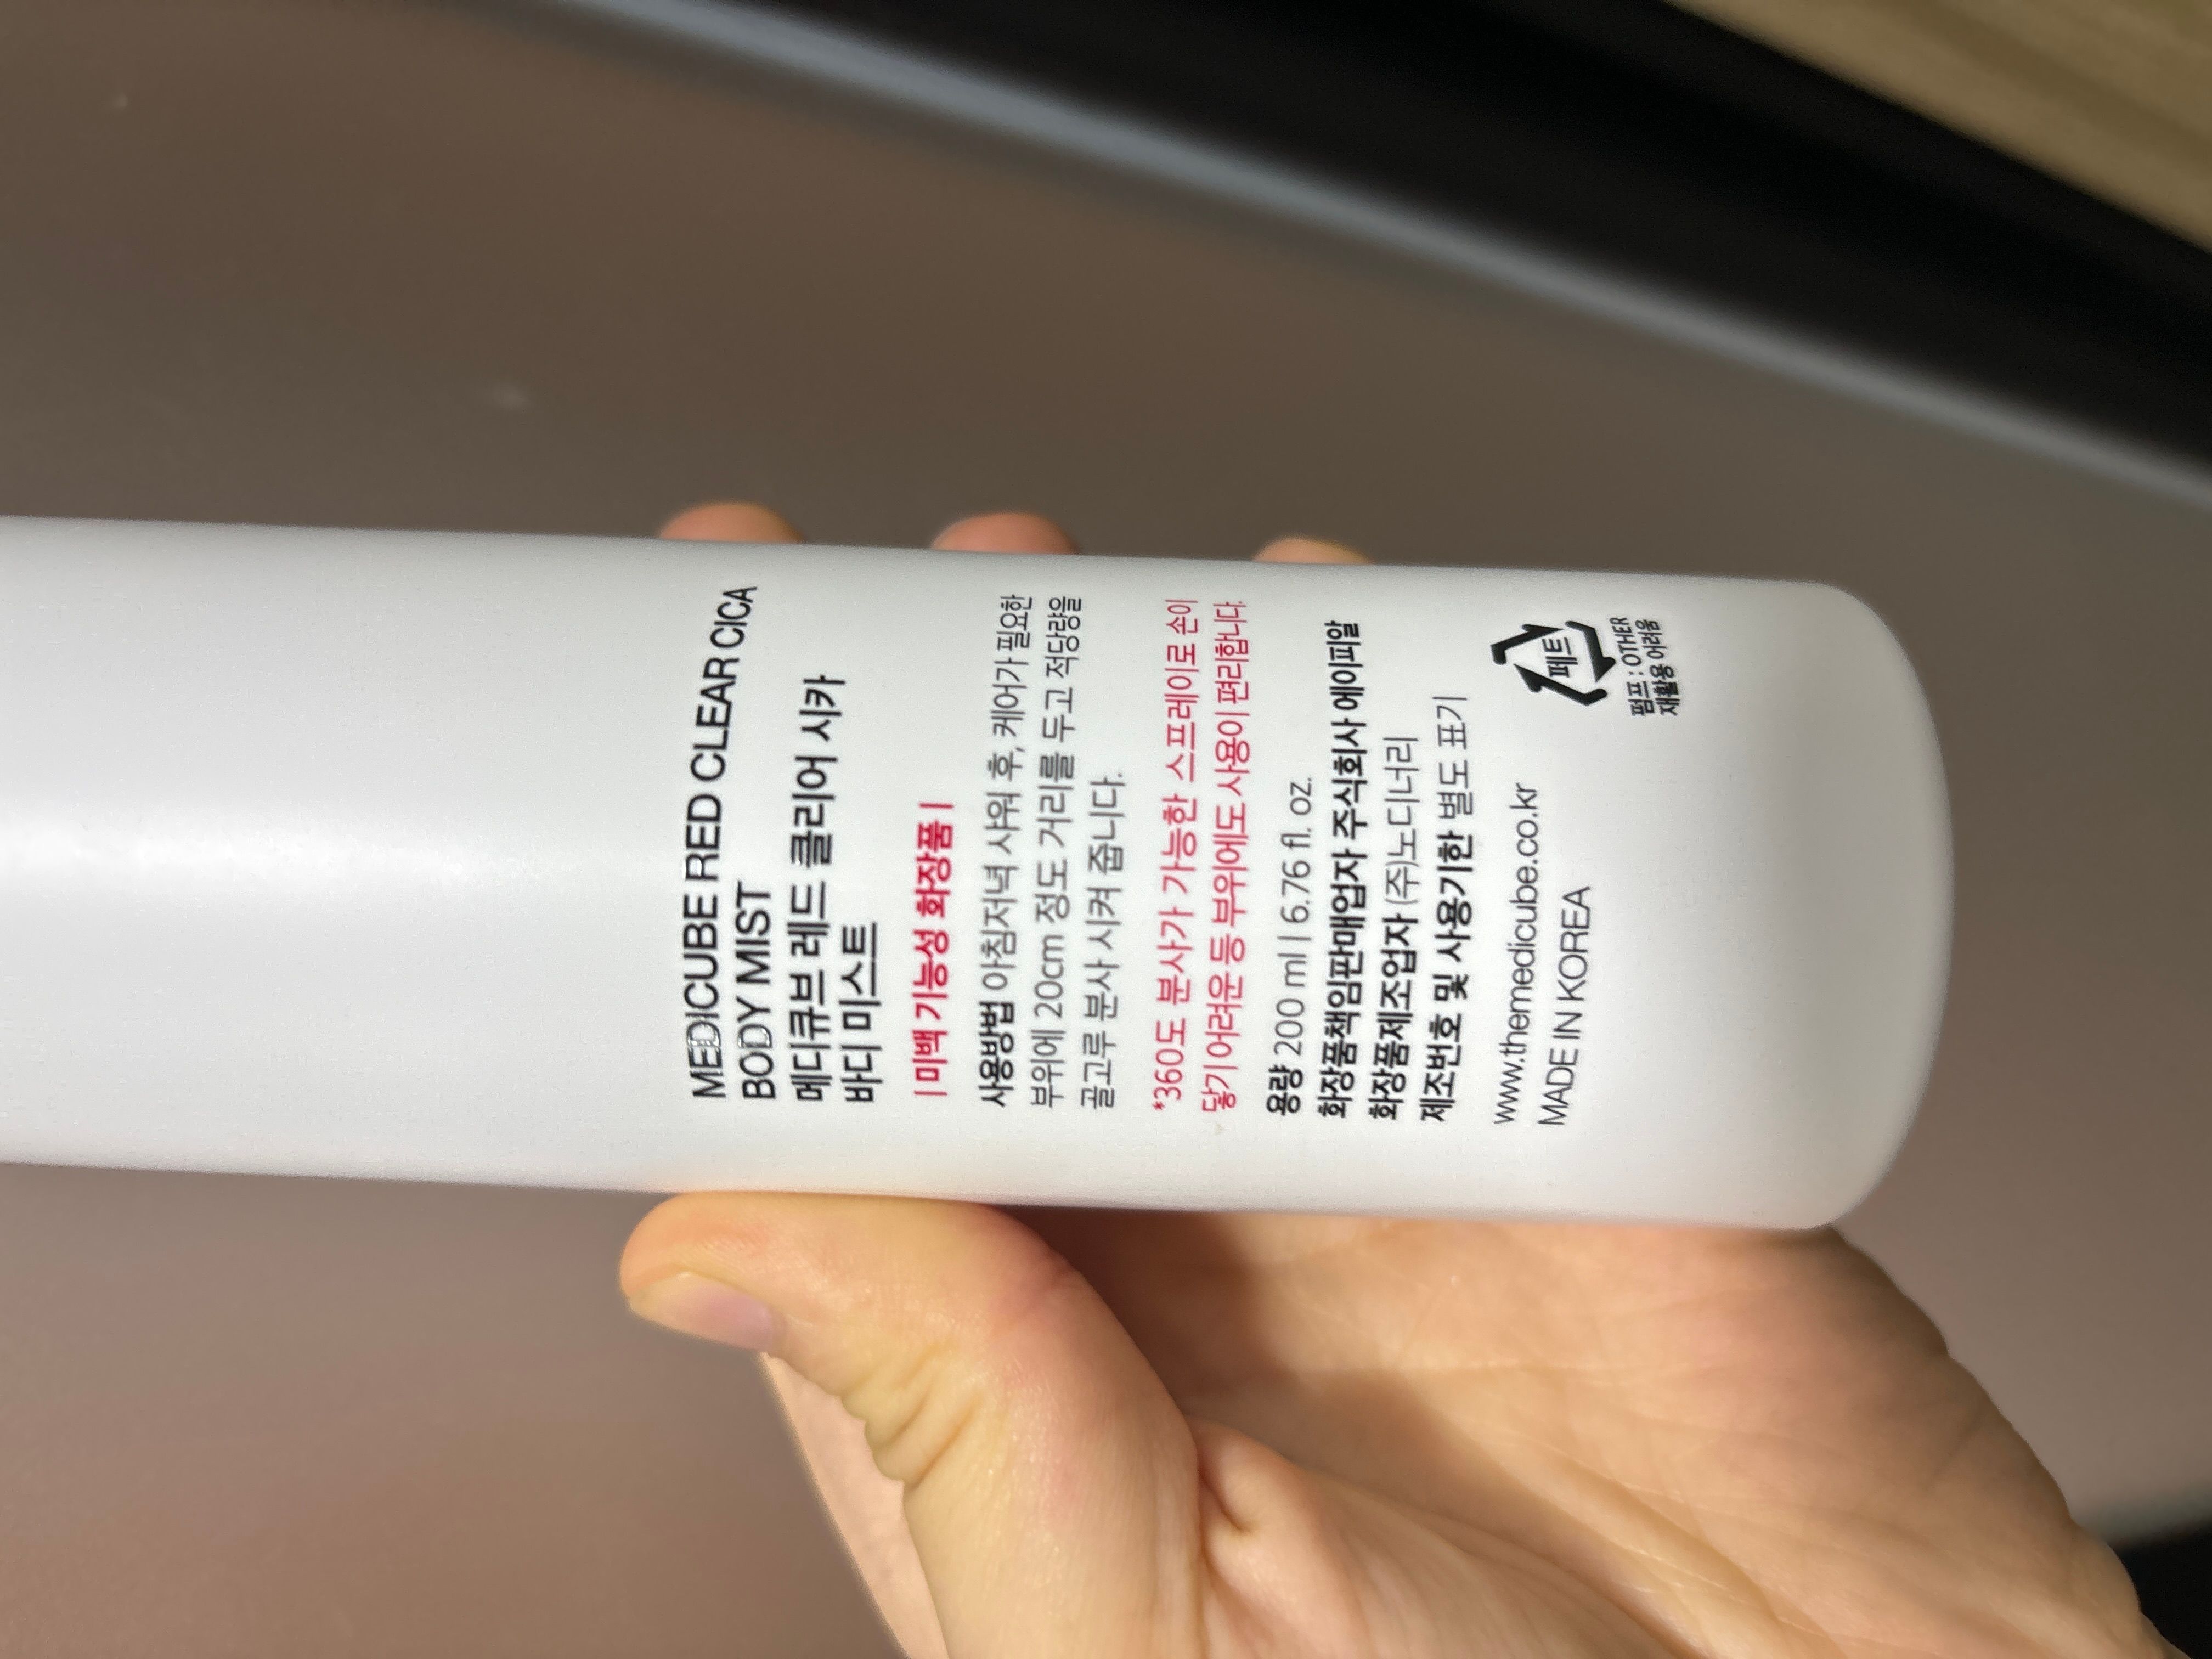 MEDICUBE RED CLEAR CICA
BODY MIST
메디큐브 레드 클리어 시카
바디 미스트
| 미백 기능성 화장품 |
사용방법 아침저녁 샤워 후, 케어가 필요한
부위에 20cm 정도 거리를 두고 적당량을
골고루 분사 시켜 줍니다.
*360도 분사가 가능한 스프레이로 손이
닿기 어려운 등 부위에도 사용이 편리합니다.
용량 200 ml | 6.76 fl. oz.
화장품책임판매업자 주식회사 에이피알
화장품제조업자 (주)노디너리
제조번호 및 사용기한 별도 표기
www.themedicube.co.kr
MADE IN KOREA
페트
펌프 : OTHER
재활용 어려움